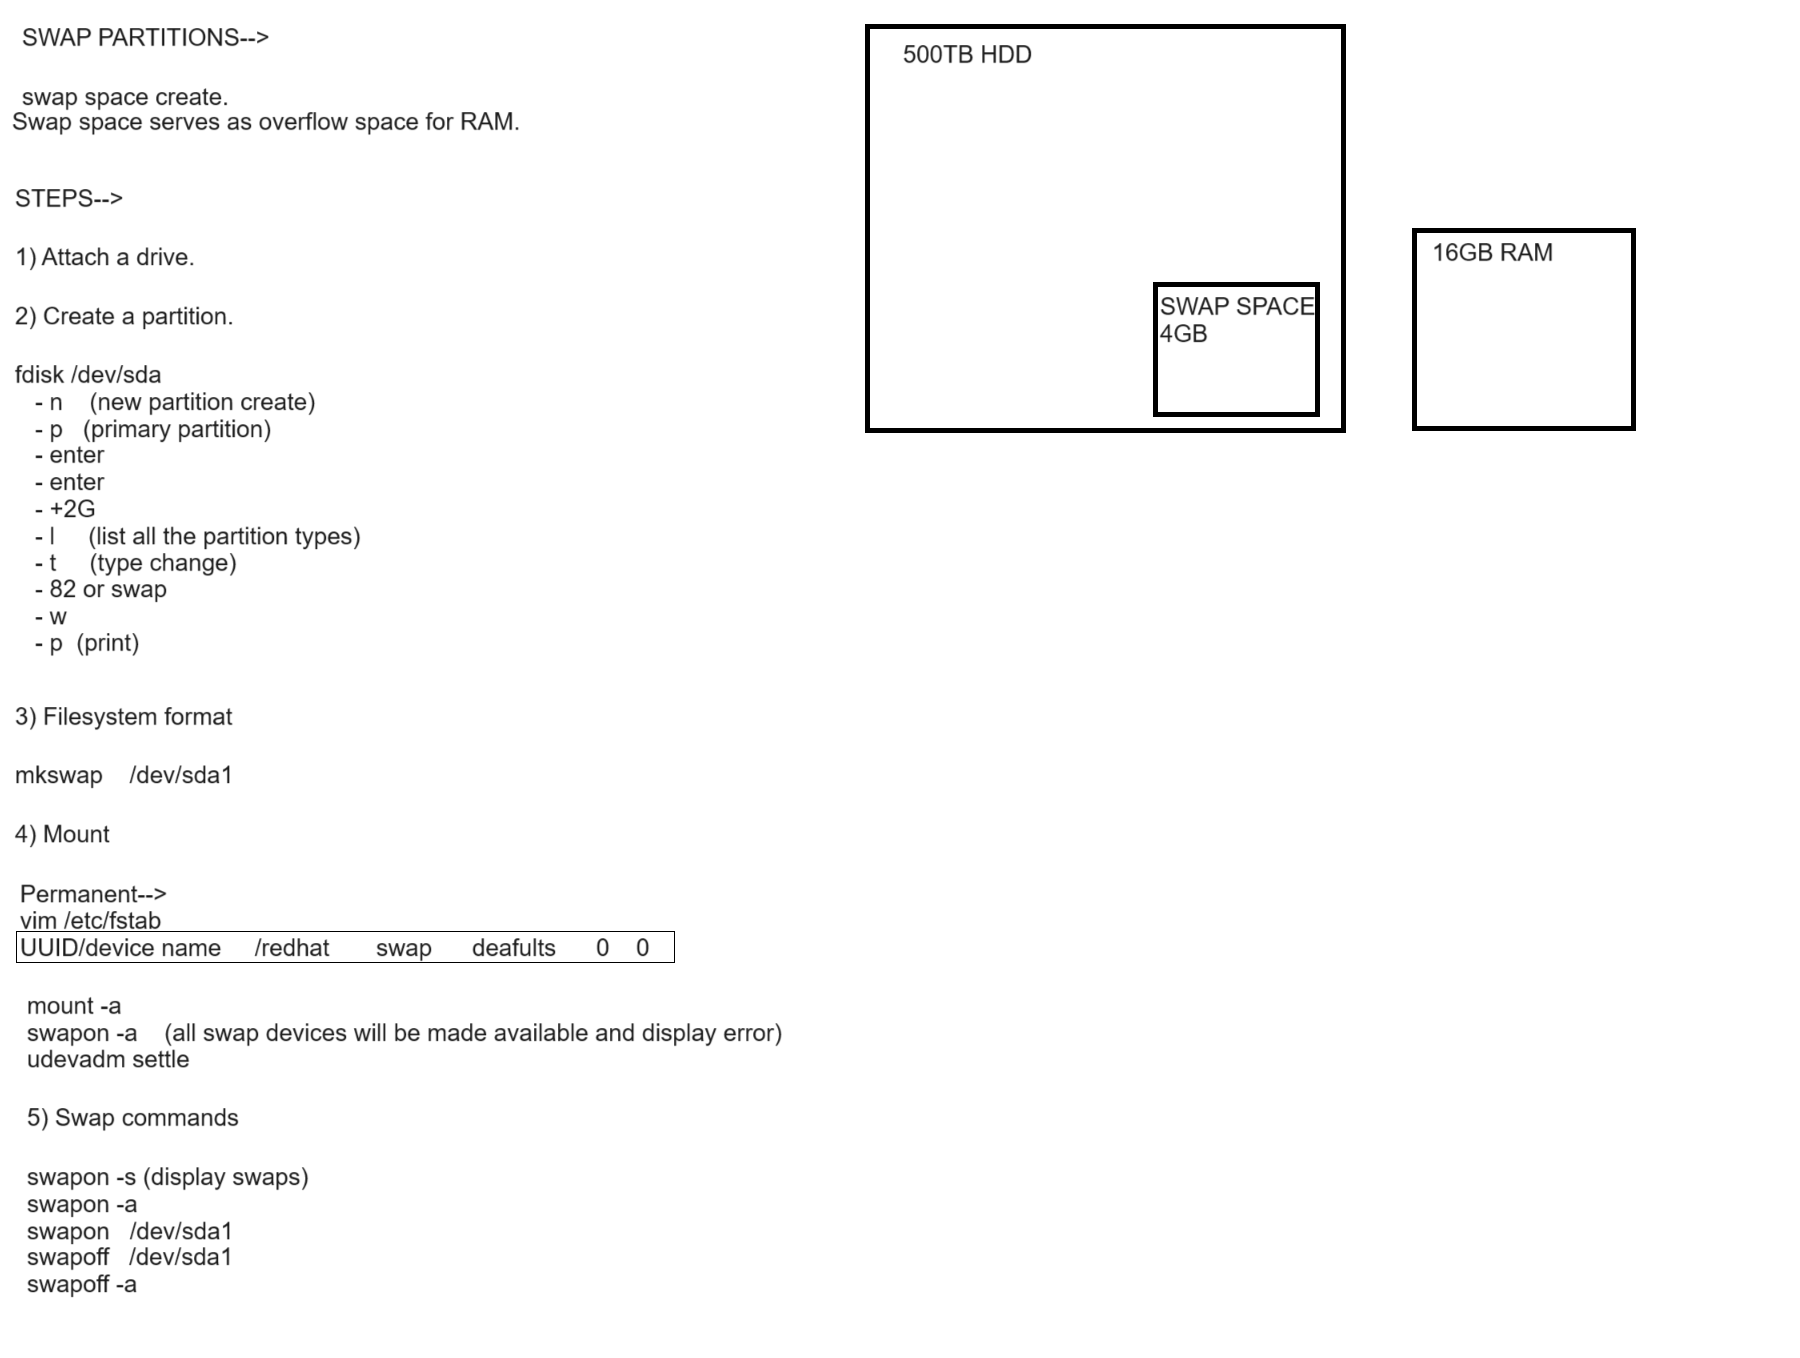 SWAP PARTITIONS-->
swap space create.
Swap space serves as overflow space for RAM.
STEPS-->
1) Attach a drive.
2) Create a partition.
fdisk /dev/sda
- n (new partition create)
- p (primary partition)
- enter
- enter
- +2G
- l (list all the partition types)
- t (type change)
- 82 or swap
- w
- p (print)
3) Filesystem format
mkswap /dev/sda1
4) Mount
Permanent-->
vim /etc/fstab
UUID/device name /redhat swap deafults 0 0
mount -a
swapon -a (all swap devices will be made available and display error)
udevadm settle
5) Swap commands
swapon -s (display swaps)
swapon -a
swapon /dev/sda1
swapoff /dev/sda1
swapoff -a
500TB HDD
SWAP SPACE
4GB
16GB RAM